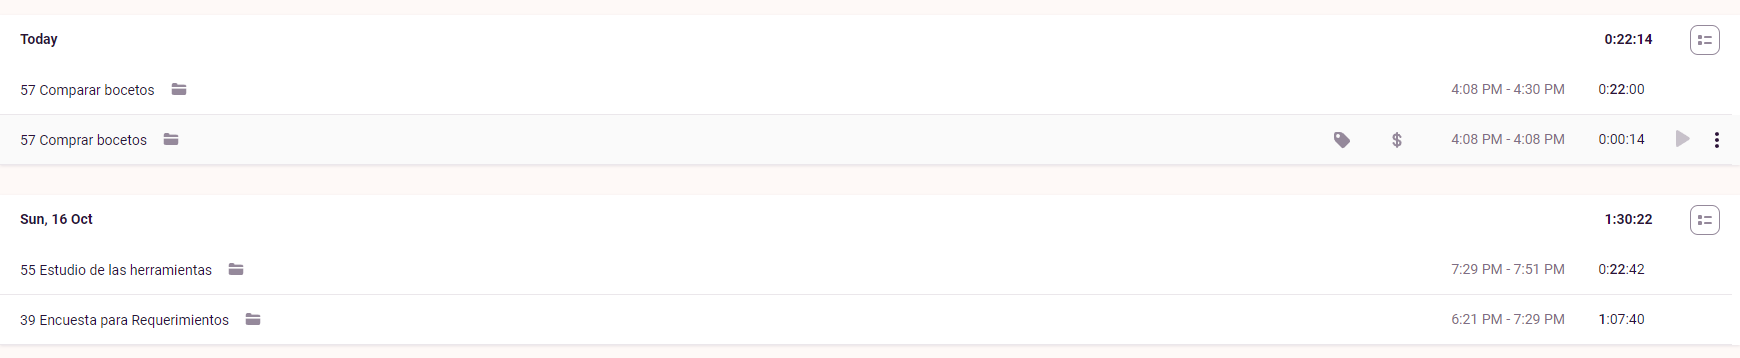 Today 0:22:14
57 Comparar bocetos 4:08 PM - 4:30 PM 0:22:00
57 Comprar bocetos $ 4:08 PM - 4:08 PM 0:00:14
Sun, 16 Oct 1:30:22
55 Estudio de las herramientas 7:29 PM - 7:51 PM 0:22:42
39 Encuesta para Requerimientos 6:21 PM - 7:29 PM 1:07:40